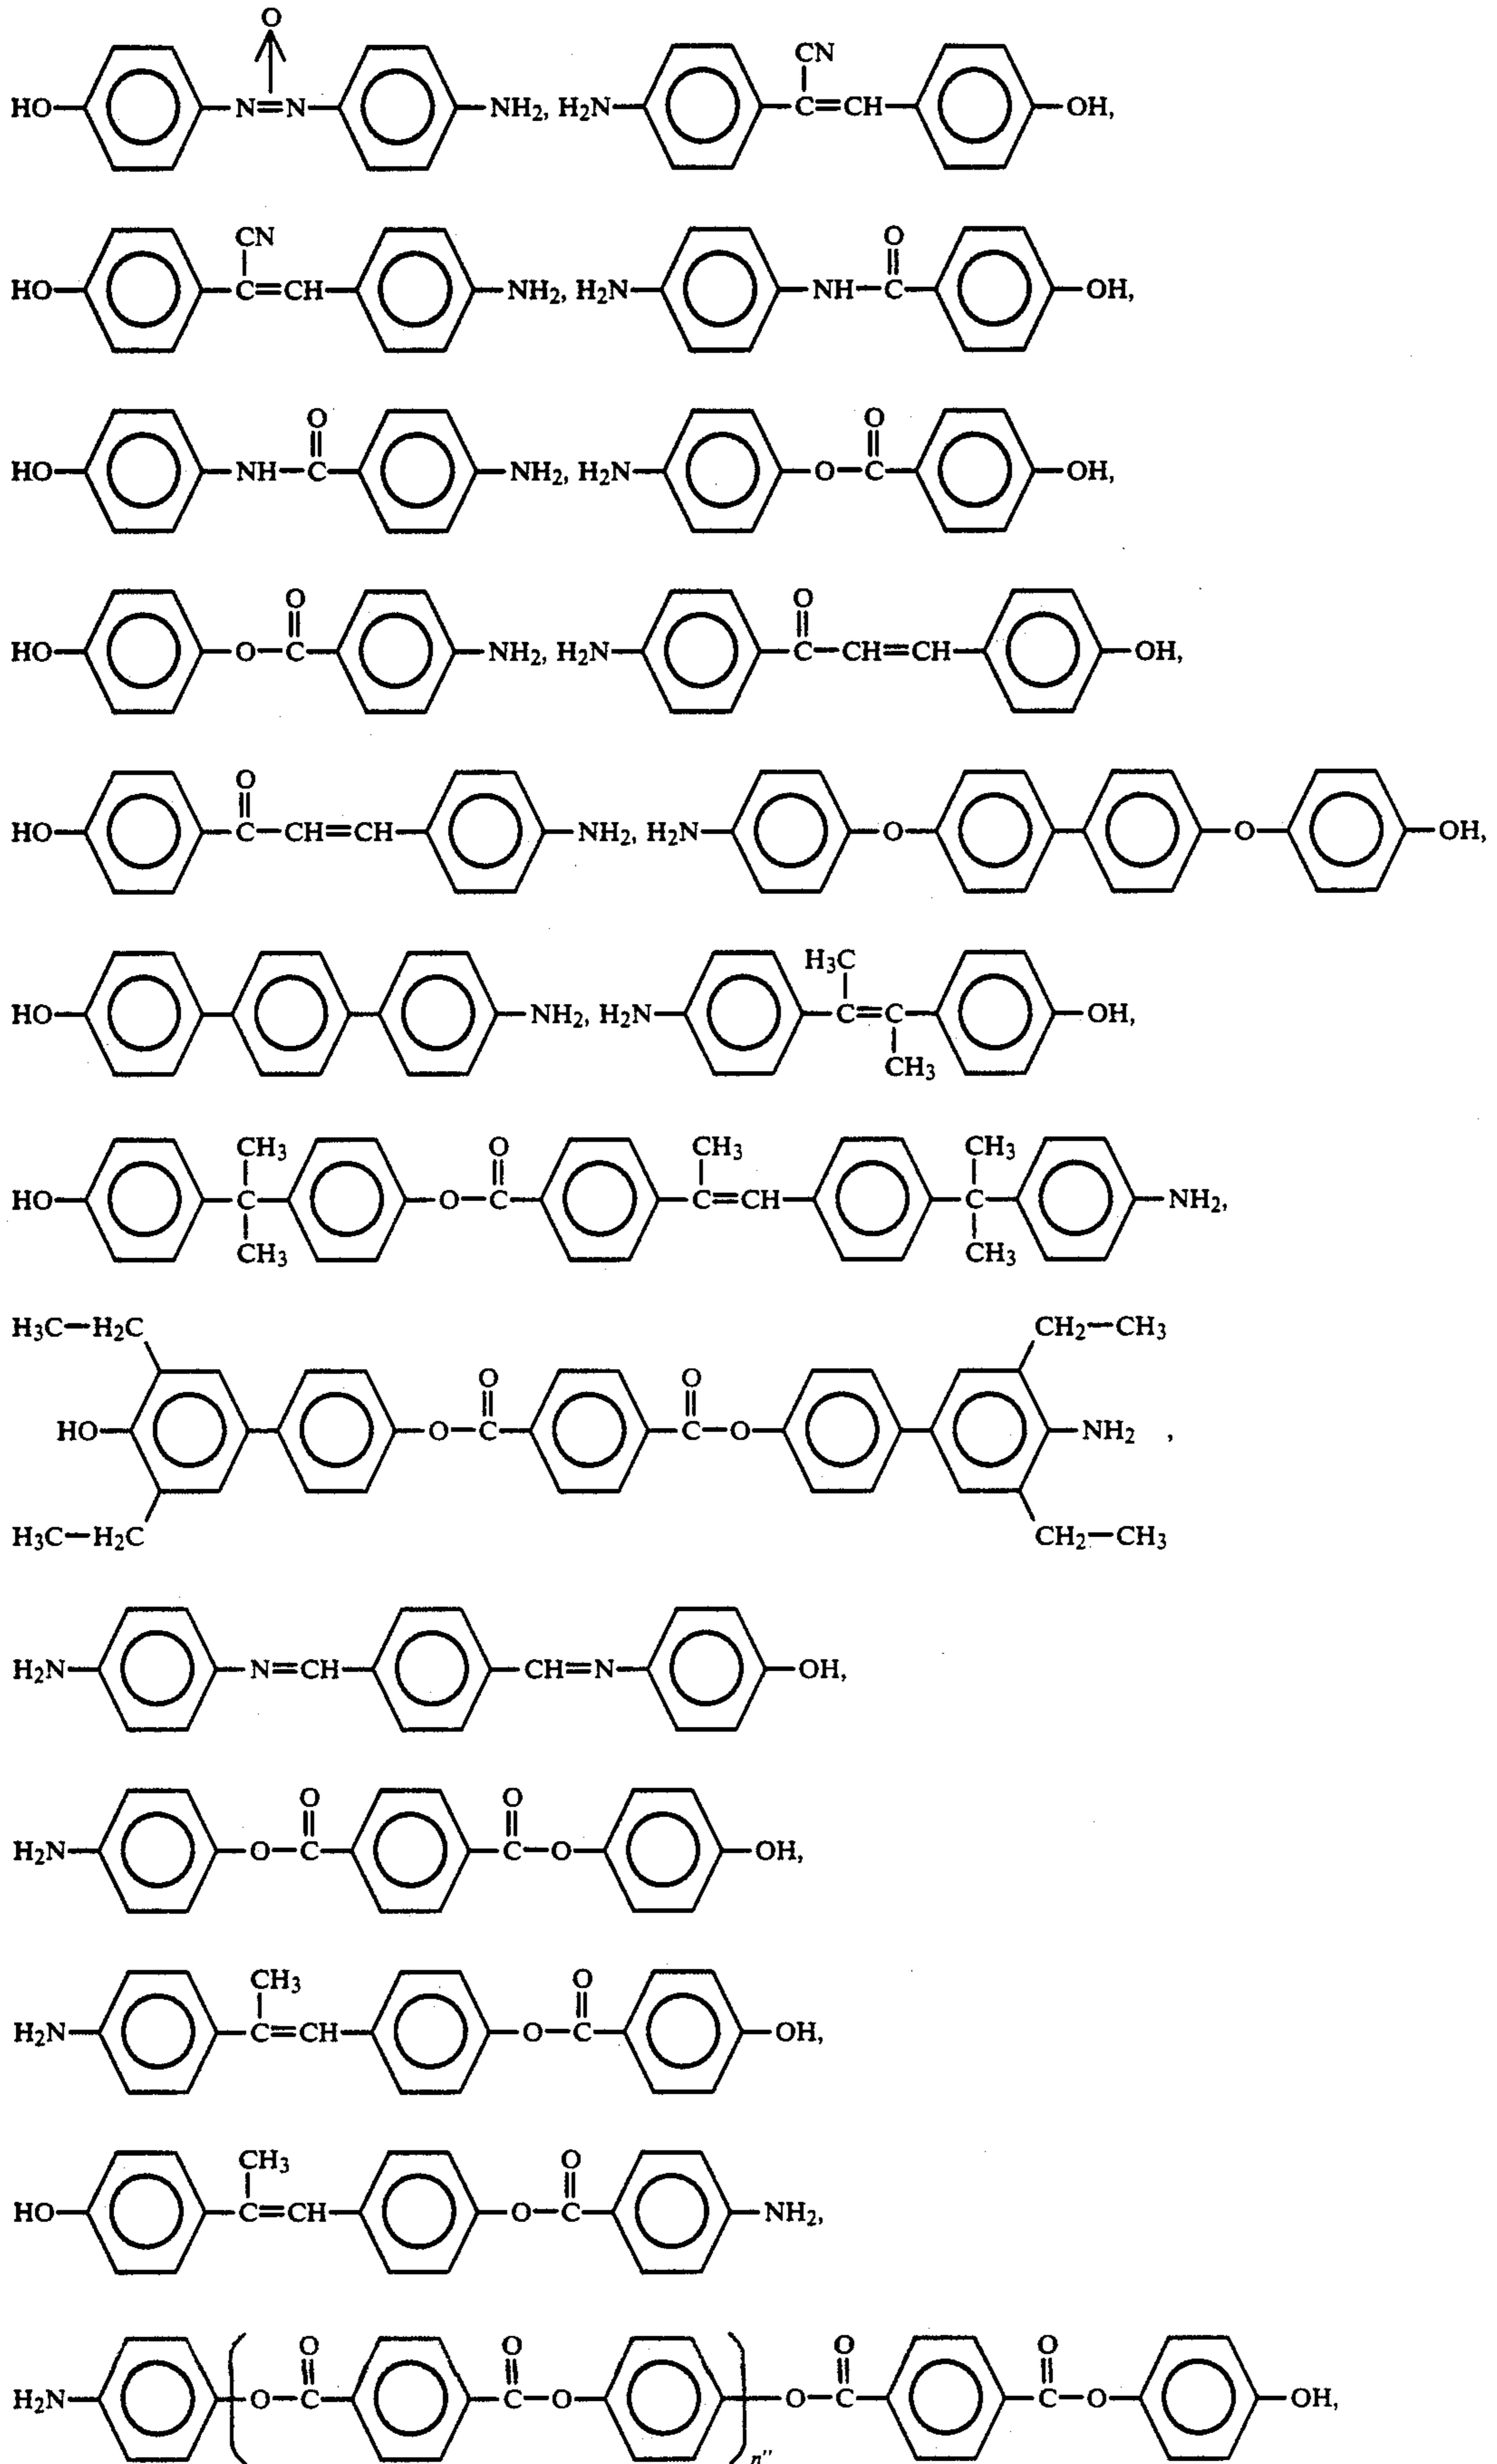 O
HO N=N NH2, H2N CN C=CH OH,
CN O
HO C=CH NH2, H2N NH C OH,
O O
HO NH C NH2, H2N O C OH,
O O
HO O C NH2, H2N C CH=CH OH,
O
HO C CH=CH NH2, H2N O O OH,
H3C
HO NH2, H2N C=C OH,
CH3
CH3 O CH3 CH3
HO C O C C=CH C NH2,
CH3 CH3
H3C—H2C CH2—CH3
O O
HO O C C O NH2 ,
H3C—H2C CH2—CH3
H2N N=CH CH=N OH,
O O
H2N O C C O OH,
CH3 O
H2N C=CH O C OH,
CH3 O
HO C=CH O C NH2,
O O O O
H2N ( O C C O ) O C C O OH,
n"